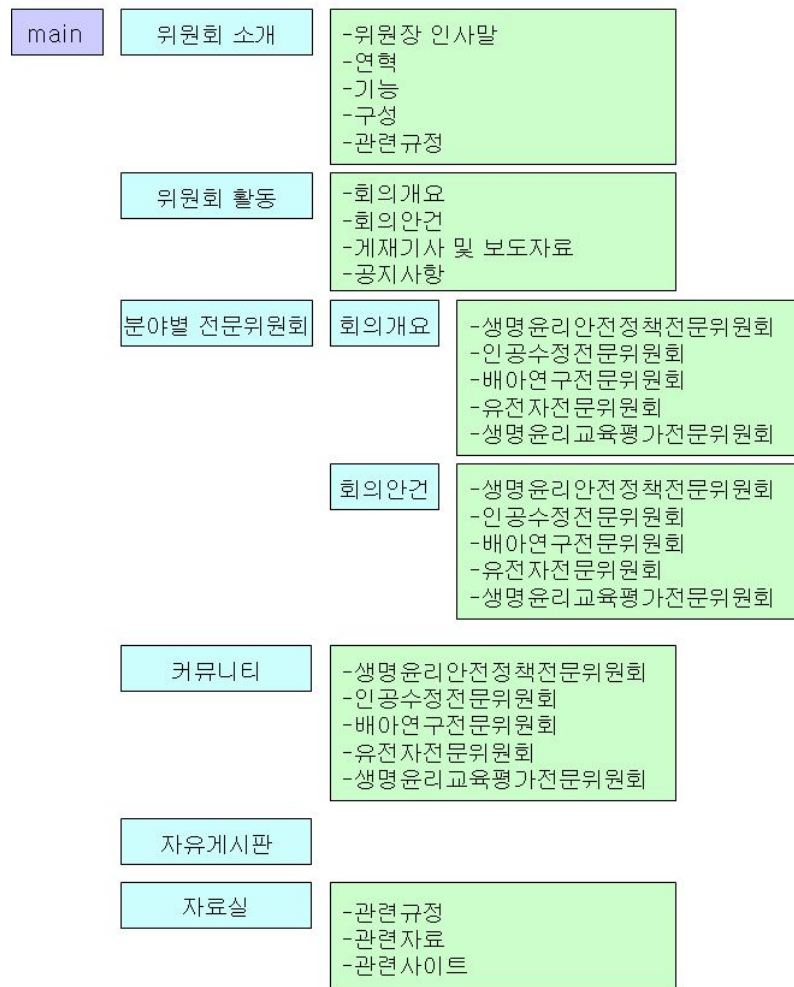 main
위원회 소개
-위원장 인사말
-연혁
-기능
-구성
-관련규정
위원회 활동
-회의개요
-회의안건
-게재기사 및 보도자료
-공지사항
분야별 전문위원회
회의개요
-생명윤리안전정책전문위원회
-인공수정전문위원회
-배아연구전문위원회
-유전자전문위원회
-생명윤리교육평가전문위원회
회의안건
-생명윤리안전정책전문위원회
-인공수정전문위원회
-배아연구전문위원회
-유전자전문위원회
-생명윤리교육평가전문위원회
커뮤니티
-생명윤리안전정책전문위원회
-인공수정전문위원회
-배아연구전문위원회
-유전자전문위원회
-생명윤리교육평가전문위원회
자유게시판
자료실
-관련규정
-관련자료
-관련사이트